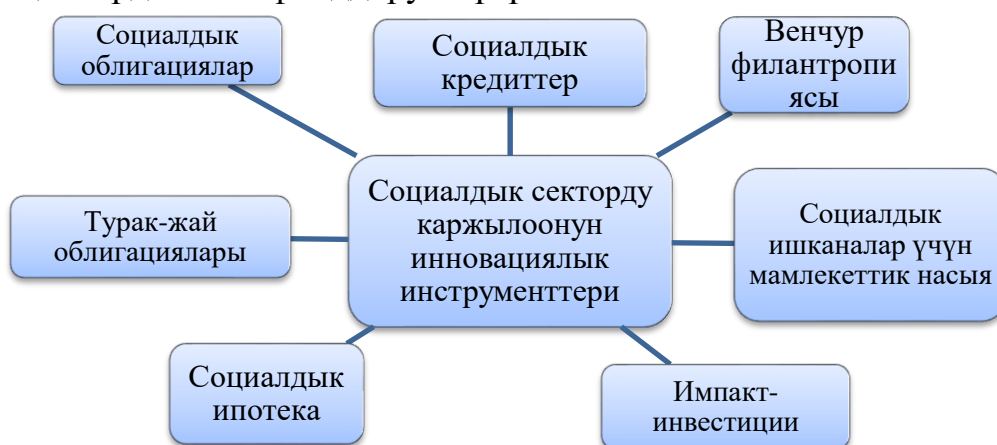 Социалдык
облигациялар
Социалдык
кредиттер
Венчур
филантропи
ясы
Турак-жай
облигациялары
Социалдык секторду
каржылоонун
инновациялык
инструменттери
Социалдык
ишканалар үчүн
мамлекеттик насыя
Социалдык
ипотека
Импакт-
инвестиции